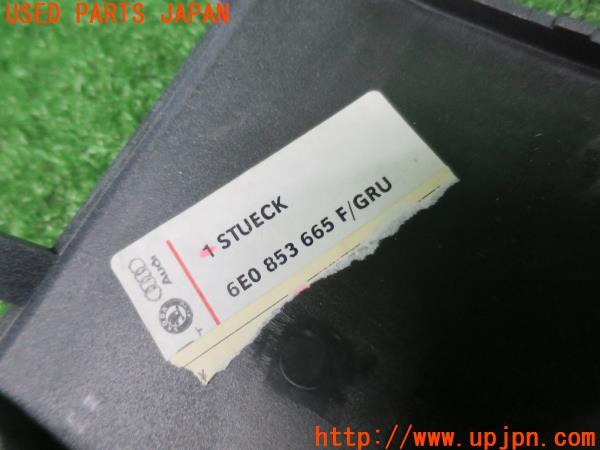 USED PARTS JAPAN
1 STUECK
6E0 853 665 F/GRU
Audi
http://www.upjpn.com